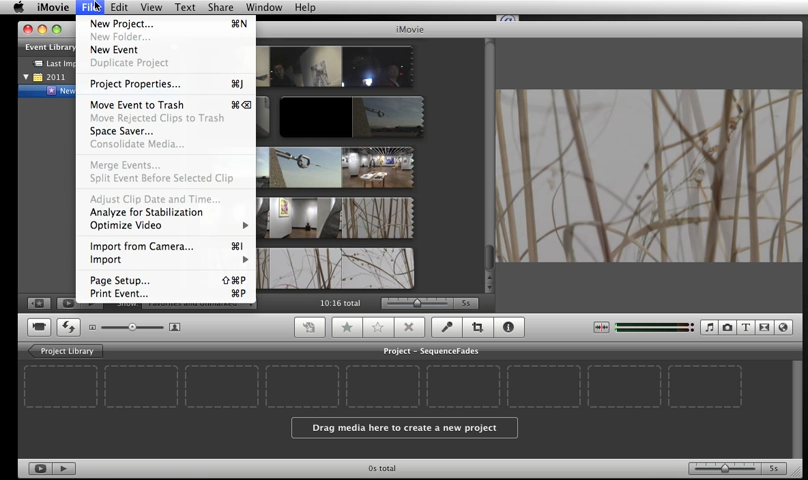 iMovie File Edit View Text Share Window Help
iMovie
New Project... ⌘N
New Folder...
New Event
Duplicate Project
Project Properties... ⌘J
Move Event to Trash ⌘⌫
Move Rejected Clips to Trash
Space Saver...
Consolidate Media...
Merge Events...
Split Event Before Selected Clip
Adjust Clip Date and Time...
Analyze for Stabilization
Optimize Video
Import from Camera... ⌘I
Import
Page Setup... ⇧⌘P
Print Event... ⌘P
Event Library
Last Imp
2011
New
10:16 total
5s
Project Library
Project - SequenceFades
Drag media here to create a new project
0s total
5s